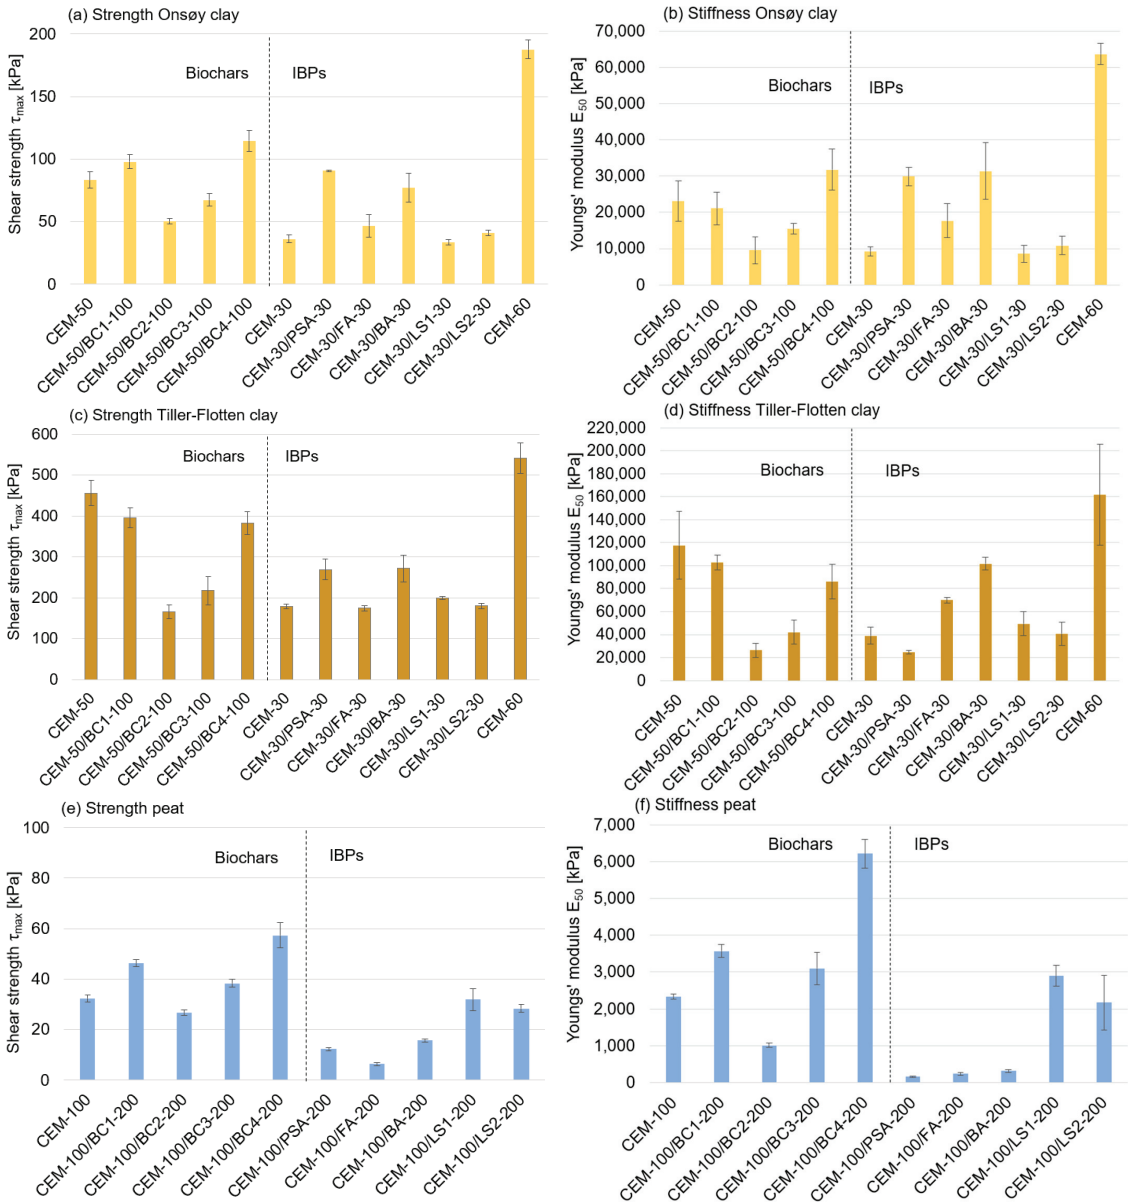 (a) Strength Onsøy clay
Shear strength τmax [kPa]
200
150
100
50
0
Biochars
IBPs
CEM-50
CEM-50/BC1-100
CEM-50/BC2-100
CEM-50/BC3-100
CEM-50/BC4-100
CEM-30
CEM-30/PSA-30
CEM-30/FA-30
CEM-30/BA-30
CEM-30/LS1-30
CEM-30/LS2-30
CEM-60
(b) Stiffness Onsøy clay
Youngs' modulus E50 [kPa]
70,000
60,000
50,000
40,000
30,000
20,000
10,000
0
Biochars
IBPs
CEM-50
CEM-50/BC1-100
CEM-50/BC2-100
CEM-50/BC3-100
CEM-50/BC4-100
CEM-30
CEM-30/PSA-30
CEM-30/FA-30
CEM-30/BA-30
CEM-30/LS1-30
CEM-30/LS2-30
CEM-60
(c) Strength Tiller-Flotten clay
Shear strength τmax [kPa]
600
500
400
300
200
100
0
Biochars
IBPs
CEM-50
CEM-50/BC1-100
CEM-50/BC2-100
CEM-50/BC3-100
CEM-50/BC4-100
CEM-30
CEM-30/PSA-30
CEM-30/FA-30
CEM-30/BA-30
CEM-30/LS1-30
CEM-30/LS2-30
CEM-60
(d) Stiffness Tiller-Flotten clay
Youngs' modulus E50 [kPa]
220,000
200,000
180,000
160,000
140,000
120,000
100,000
80,000
60,000
40,000
20,000
0
Biochars
IBPs
CEM-50
CEM-50/BC1-100
CEM-50/BC2-100
CEM-50/BC3-100
CEM-50/BC4-100
CEM-30
CEM-30/PSA-30
CEM-30/FA-30
CEM-30/BA-30
CEM-30/LS1-30
CEM-30/LS2-30
CEM-60
(e) Strength peat
Shear strength τmax [kPa]
100
80
60
40
20
0
Biochars
IBPs
CEM-100
CEM-100/BC1-200
CEM-100/BC2-200
CEM-100/BC3-200
CEM-100/BC4-200
CEM-100/PSA-200
CEM-100/FA-200
CEM-100/BA-200
CEM-100/LS1-200
CEM-100/LS2-200
(f) Stiffness peat
Youngs' modulus E50 [kPa]
7,000
6,000
5,000
4,000
3,000
2,000
1,000
0
Biochars
IBPs
CEM-100
CEM-100/BC1-200
CEM-100/BC2-200
CEM-100/BC3-200
CEM-100/BC4-200
CEM-100/PSA-200
CEM-100/FA-200
CEM-100/BA-200
CEM-100/LS1-200
CEM-100/LS2-200